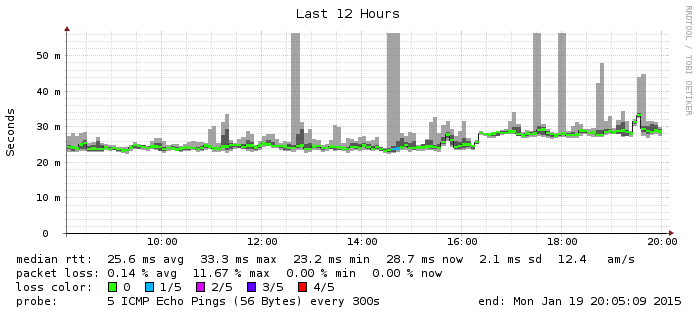 Last 12 Hours
RRDTOOL / TOBI OETIKER
Seconds
50 m
40 m
30 m
20 m
10 m
0
10:00 12:00 14:00 16:00 18:00 20:00
median rtt: 25.6 ms avg 33.3 ms max 23.2 ms min 28.7 ms now 2.1 ms sd 12.4 am/s
packet loss: 0.14 % avg 11.67 % max 0.00 % min 0.00 % now
loss color: 0 1/5 2/5 3/5 4/5
probe: 5 ICMP Echo Pings (56 Bytes) every 300s end: Mon Jan 19 20:05:09 2015